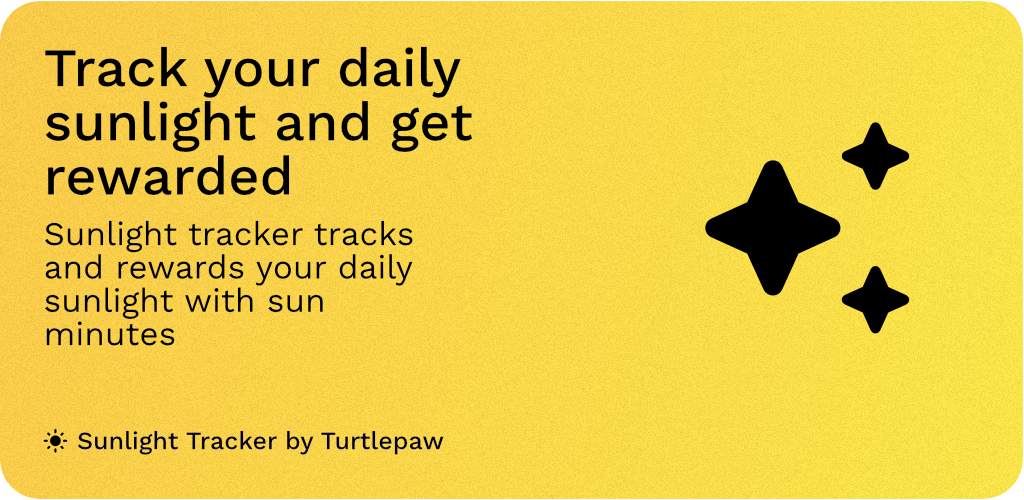 Track your daily
sunlight and get
rewarded
Sunlight tracker tracks
and rewards your daily
sunlight with sun
minutes
Sunlight Tracker by Turtlepaw